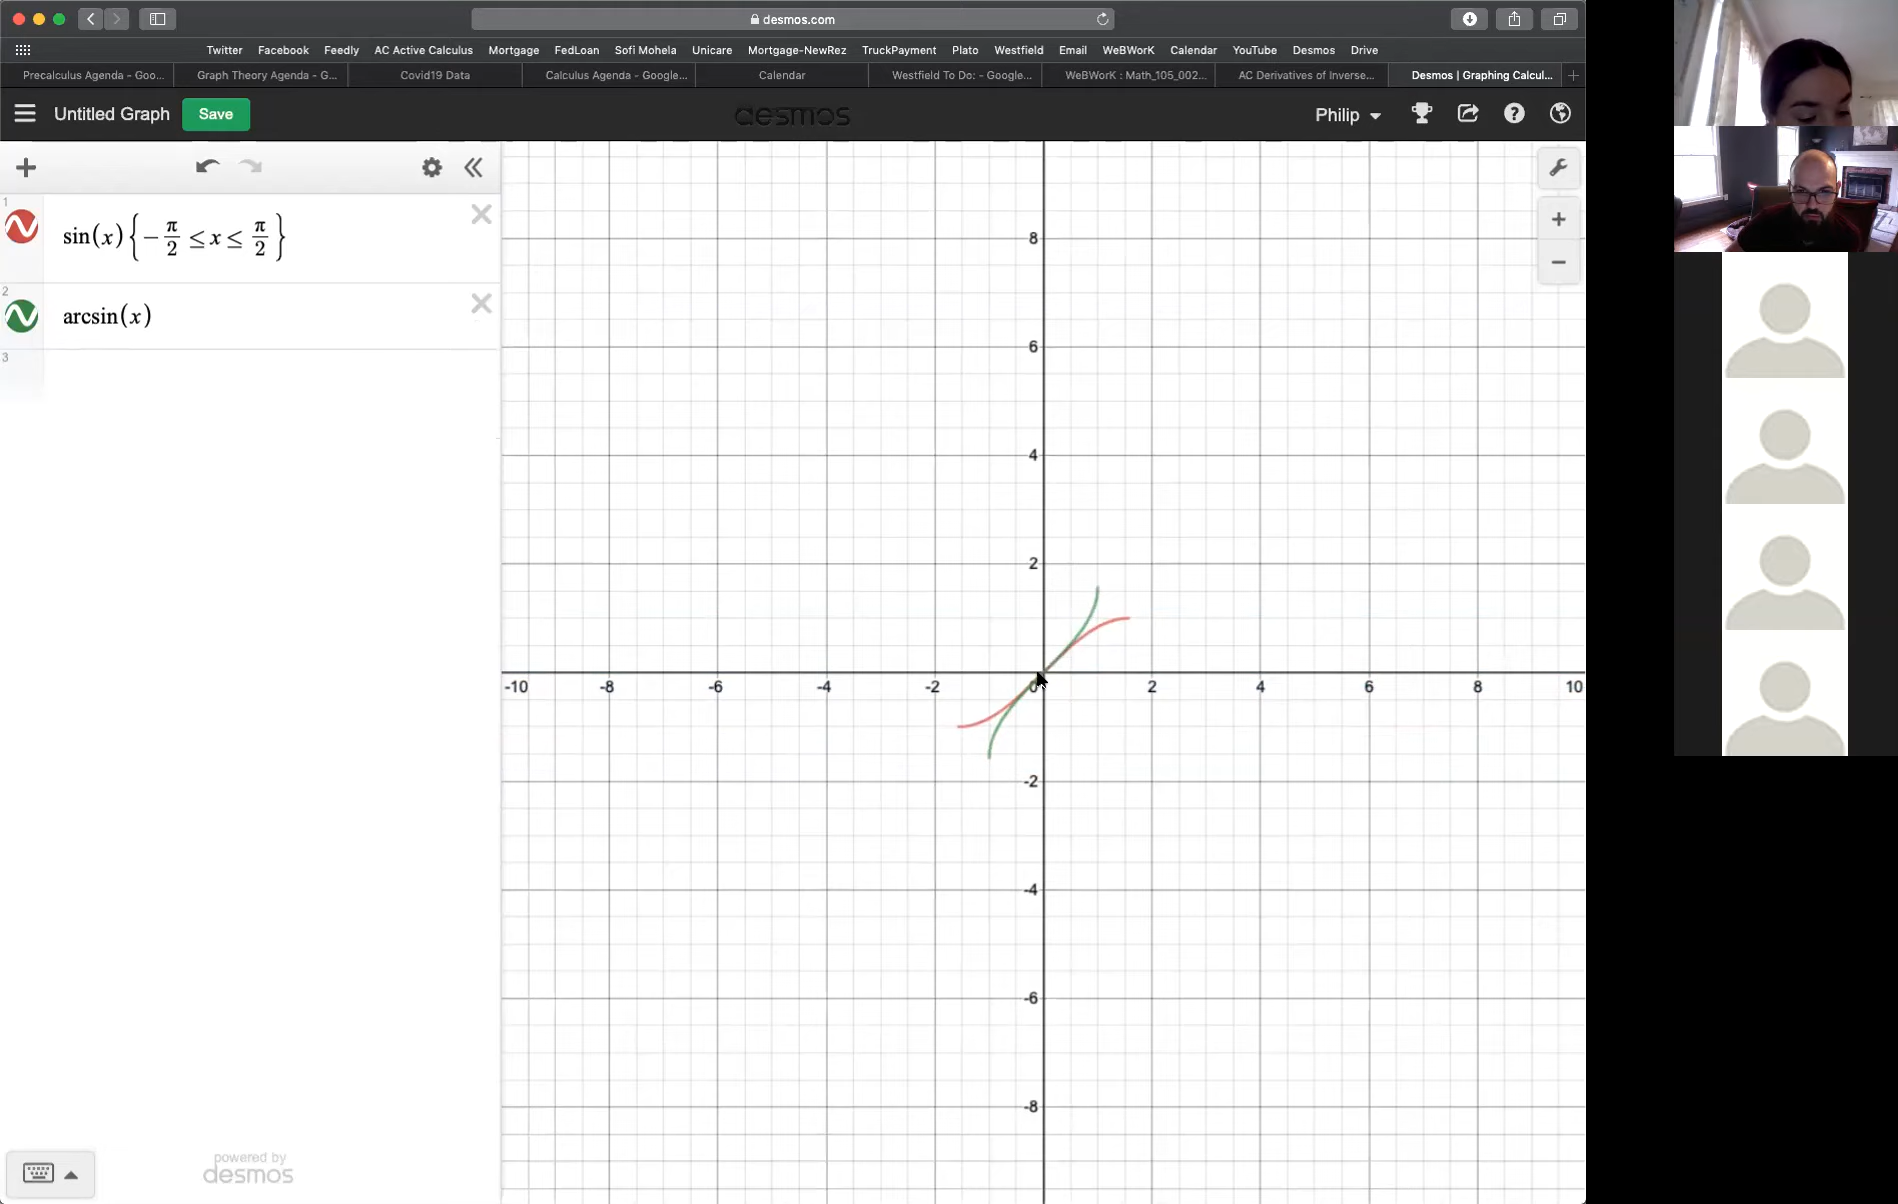 desmos.com
Twitter Facebook Feedly AC Active Calculus Mortgage FedLoan Sofi Mohela Unicare Mortgage-NewRez TruckPayment Plato Westfield Email WeBWorK Calendar YouTube Desmos Drive
Precalculus Agenda - Goo... Graph Theory Agenda - G... Covid19 Data Calculus Agenda - Google... Calendar Westfield To Do: - Google... WeBWorK : Math_105_002... AC Derivatives of Inverse... Desmos | Graphing Calcul...
Untitled Graph Save desmos Philip
1
sin(x){-π/2 ≤ x ≤ π/2}
2
arcsin(x)
3
8
6
4
2
-10 -8 -6 -4 -2 0 2 4 6 8 10
-2
-4
-6
-8
powered by
desmos